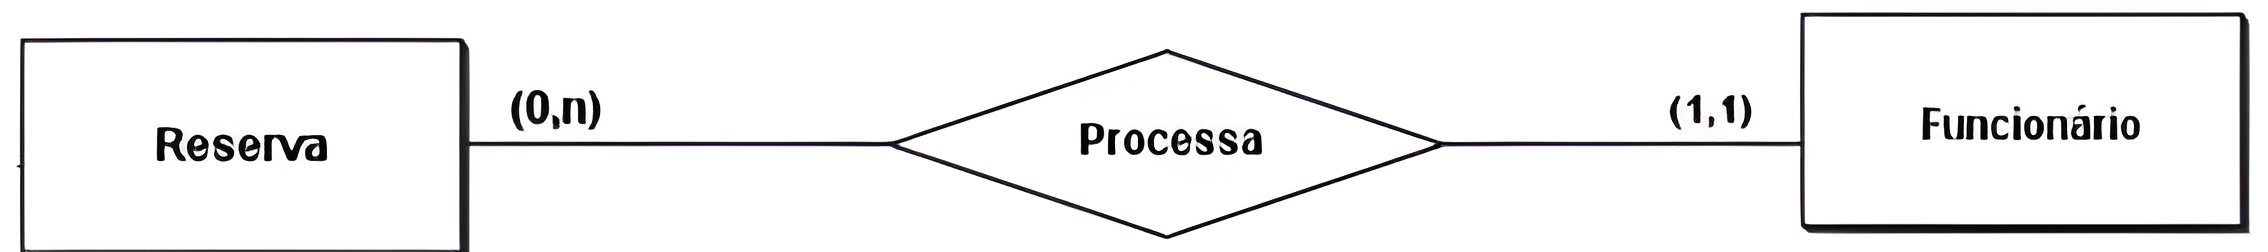 Reserva
(0,n)
Processa
(1,1)
Funcionário